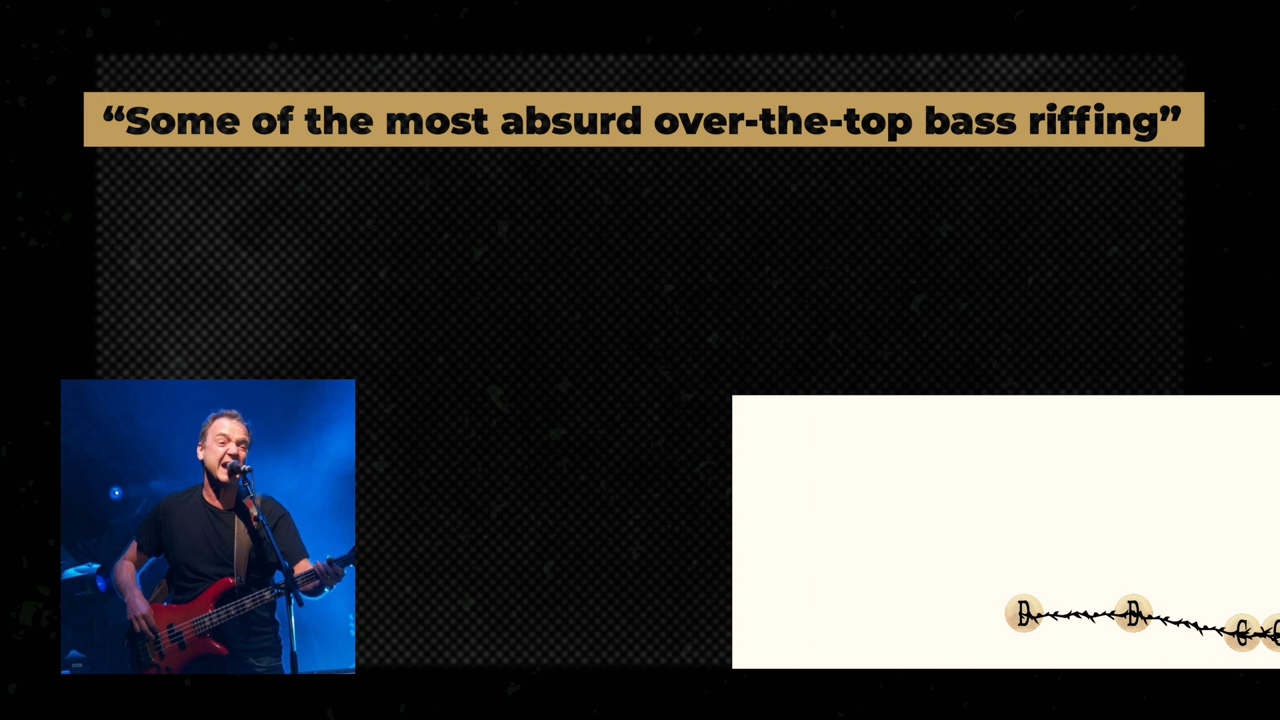 “Some of the most absurd over-the-top bass riffing”
D D C